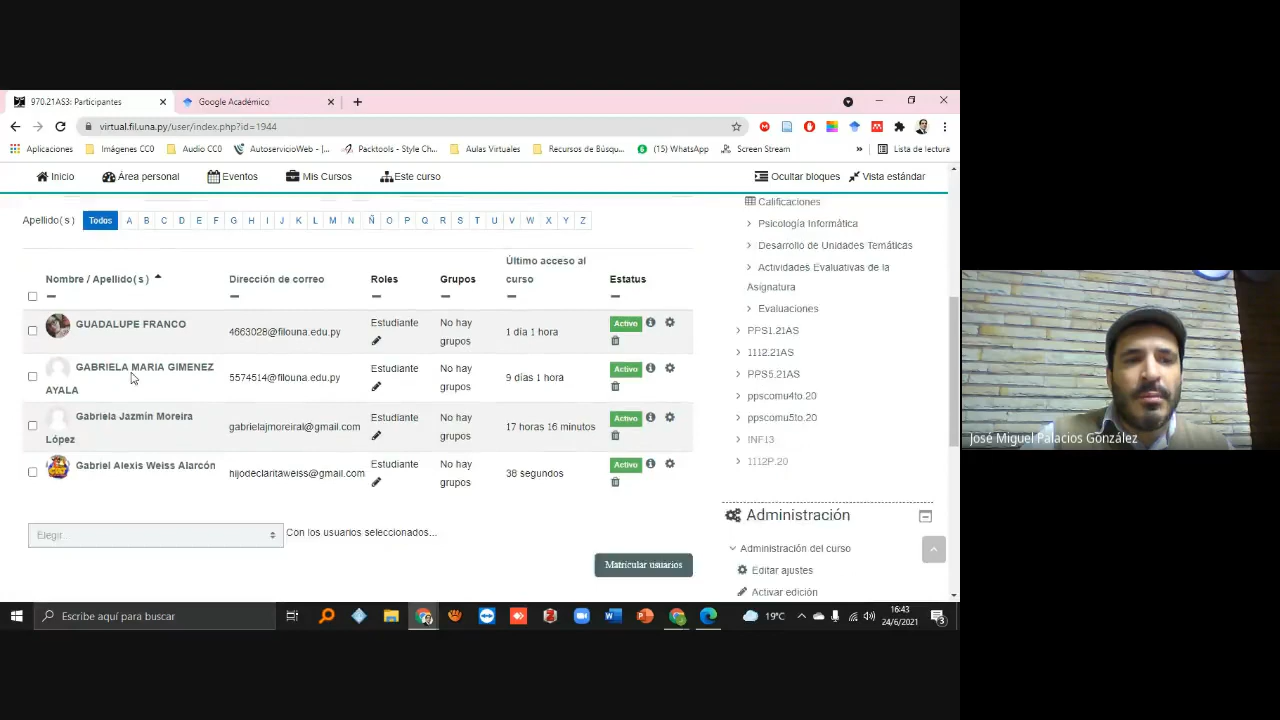 970.21AS3: Participantes
Google Académico
virtual.fil.una.py/user/index.php?id=1944
Aplicaciones
Imágenes CC0
Audio CC0
AutoservicioWeb - |...
Packtools - Style Ch...
Aulas Virtuales
Recursos de Búsqu...
(15) WhatsApp
Screen Stream
»
Lista de lectura
Inicio
Área personal
Eventos
Mis Cursos
Este curso
Ocultar bloques
Vista estándar
Apellido(s) Todos A B C D E F G H I J K L M N Ñ O P Q R S T U V W X Y Z
Nombre / Apellido(s)
Dirección de correo
Roles
Grupos
Último acceso al
curso
Estatus
GUADALUPE FRANCO
4663028@filouna.edu.py
Estudiante
No hay
grupos
1 día 1 hora
Activo
GABRIELA MARIA GIMENEZ
AYALA
5574514@filouna.edu.py
Estudiante
No hay
grupos
9 días 1 hora
Activo
Gabriela Jazmín Moreira
López
gabrielajmoreiral@gmail.com
Estudiante
No hay
grupos
17 horas 16 minutos
Activo
Gabriel Alexis Weiss Alarcón
hijodeclaritaweiss@gmail.com
Estudiante
No hay
grupos
38 segundos
Activo
Elegir...
Con los usuarios seleccionados...
Matricular usuarios
Calificaciones
Psicología Informática
Desarrollo de Unidades Temáticas
Actividades Evaluativas de la
Asignatura
Evaluaciones
PPS1.21AS
1112.21AS
PPS5.21AS
ppscomu4to.20
ppscomu5to.20
INF13
1112P.20
Administración
Administración del curso
Editar ajustes
Activar edición
José Miguel Palacios González
Escribe aquí para buscar
19°C
16:43
24/6/2021
3